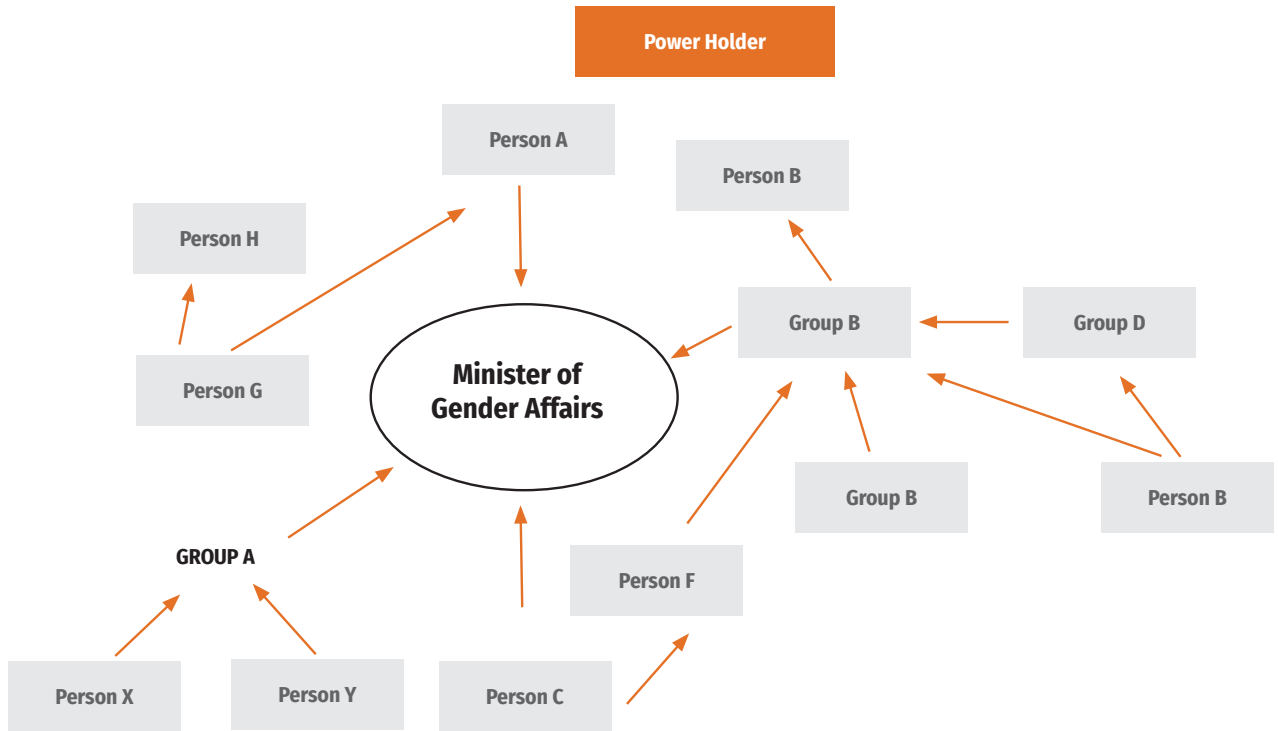 Power Holder
Person A
Person B
Person H
Group B
Group D
Person G
Minister of
Gender Affairs
Group B
Person B
GROUP A
Person F
Person X
Person Y
Person C